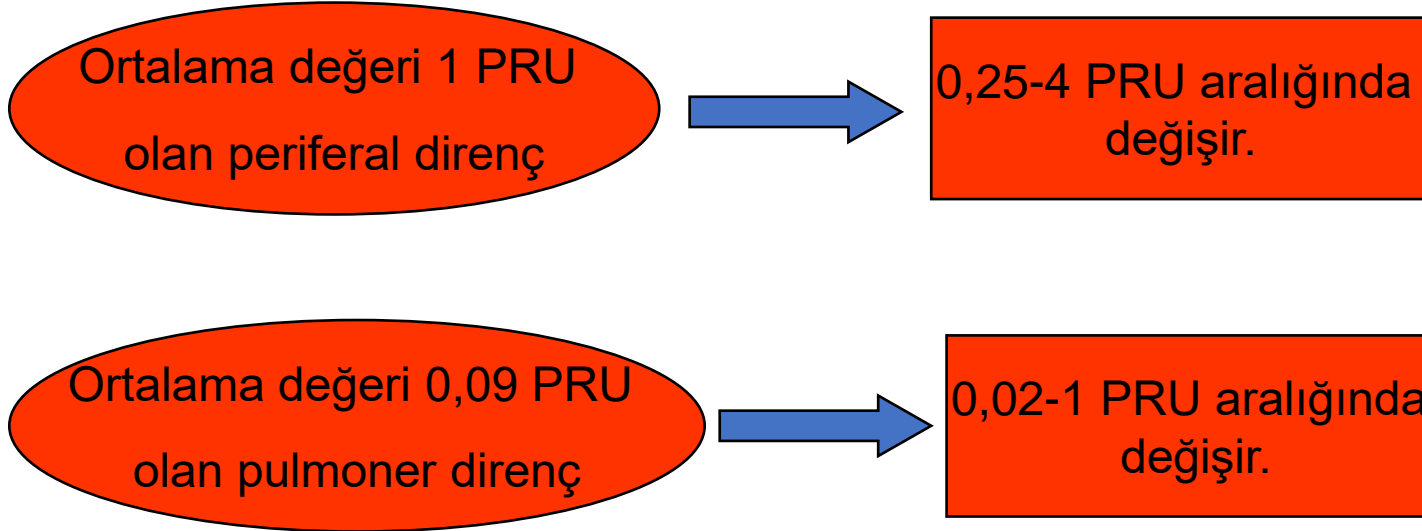 Ortalama değeri 1 PRU
olan periferal direnç
0,25-4 PRU aralığında
değişir.
Ortalama değeri 0,09 PRU
olan pulmoner direnç
0,02-1 PRU aralığında
değişir.